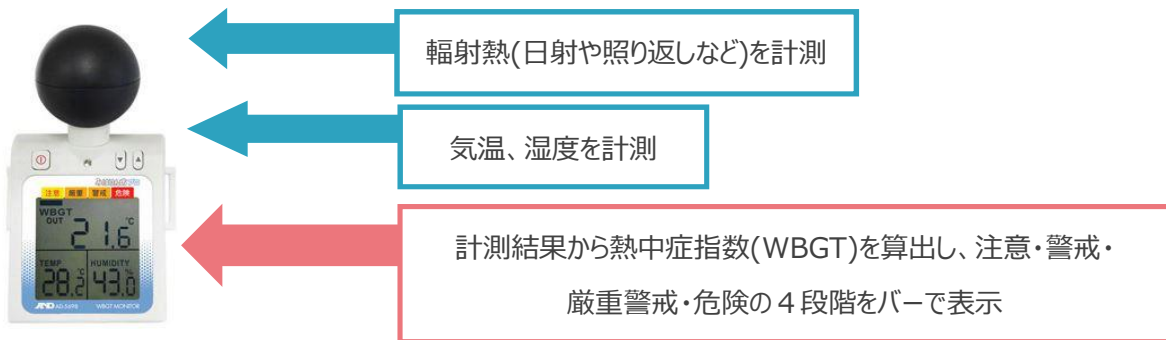 輻射熱(日射や照り返しなど)を計測
気温、湿度を計測
注意 厳重 警戒 危険
WBGT
OUT
21.6 ℃
TEMP HUMIDITY
28.2 ℃ 43.0 %
AND AD-5698 WBGT MONITOR
計測結果から熱中症指数(WBGT)を算出し、注意・警戒・
厳重警戒・危険の４段階をバーで表示